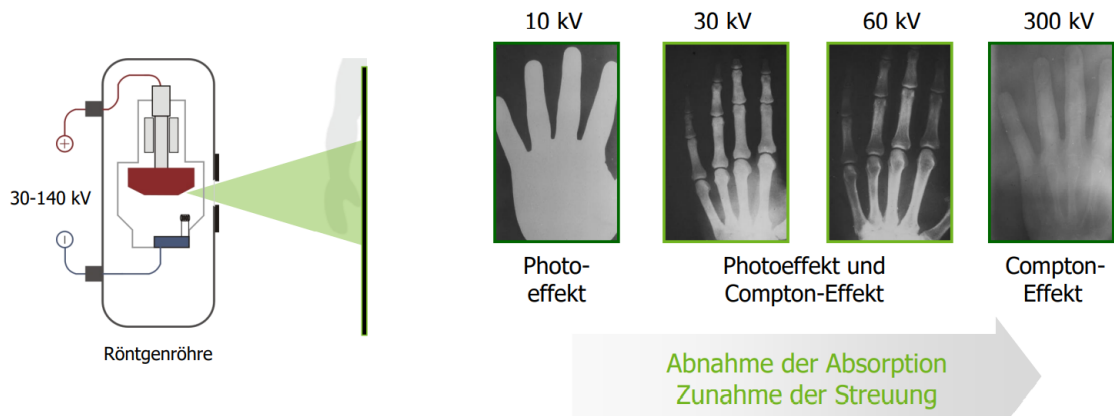 10 kV
30 kV
60 kV
300 kV
+
30-140 kV
−
Röntgenröhre
Photo-
effekt
Photoeffekt und
Compton-Effekt
Compton-
Effekt
Abnahme der Absorption
Zunahme der Streuung